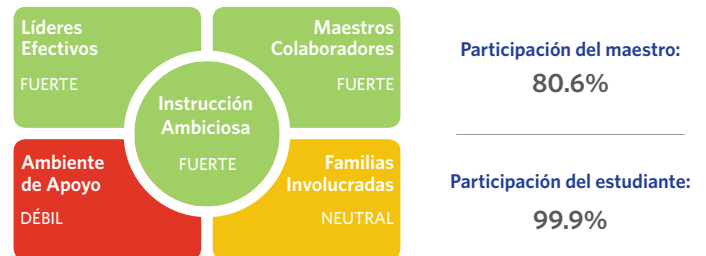 Líderes
Efectivos
FUERTE
Maestros
Colaboradores
FUERTE
Instrucción
Ambiciosa
FUERTE
Ambiente
de Apoyo
DÉBIL
Familias
Involucradas
NEUTRAL
Participación del maestro:
80.6%
Participación del estudiante:
99.9%